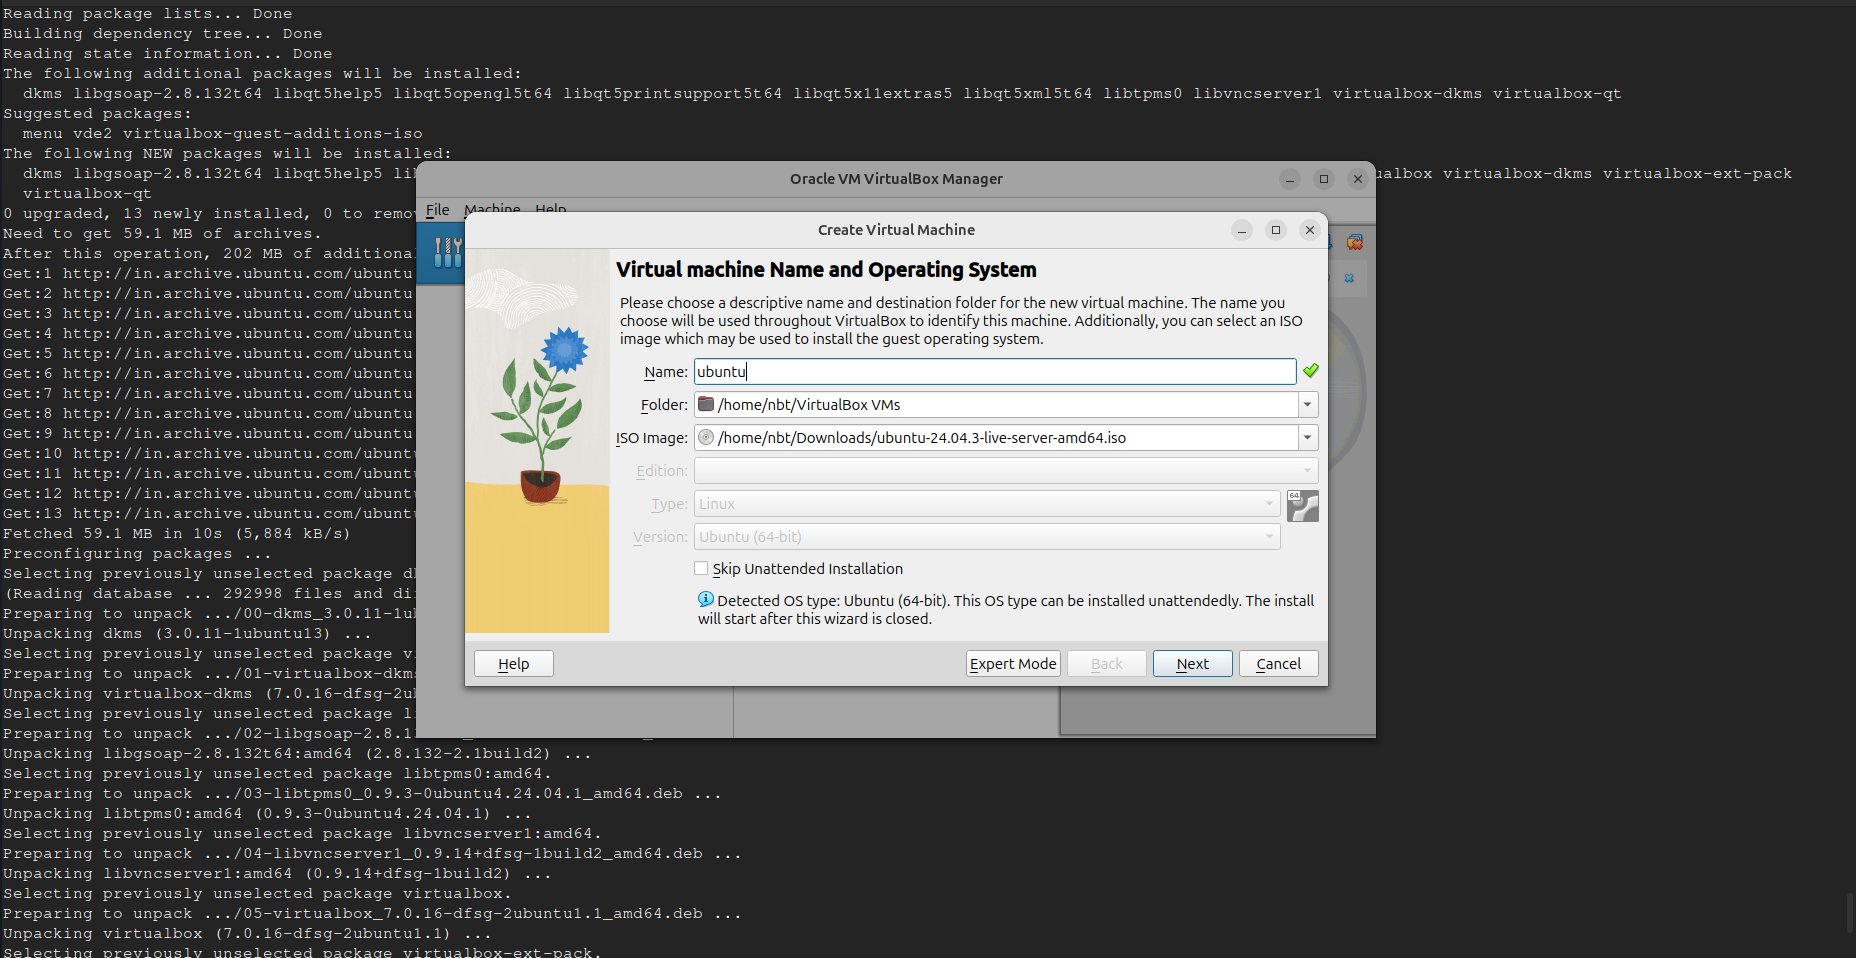 Reading package lists... Done
Building dependency tree... Done
Reading state information... Done
The following additional packages will be installed:
  dkms libgsoap-2.8.132t64 libqt5help5 libqt5opengl5t64 libqt5printsupport5t64 libqt5x11extras5 libqt5xml5t64 libtpms0 libvncserver1 virtualbox-dkms virtualbox-qt
Suggested packages:
  menu vde2 virtualbox-guest-additions-iso
The following NEW packages will be installed:
  dkms libgsoap-2.8.132t64 libqt5help5 virtualbox-dkms virtualbox-ext-pack
  virtualbox-qt
0 upgraded, 13 newly installed, 0 to
Need to get 59.1 MB of archives.
After this operation, 202 MB of
Get:1 http://in.archive.ubuntu.com/ubuntu
Get:2 http://in.archive.ubuntu.com/ubuntu
Get:3 http://in.archive.ubuntu.com/ubuntu
Get:4 http://in.archive.ubuntu.com/ubuntu
Get:5 http://in.archive.ubuntu.com/ubuntu
Get:6 http://in.archive.ubuntu.com/ubuntu
Get:7 http://in.archive.ubuntu.com/ubuntu
Get:8 http://in.archive.ubuntu.com/ubuntu
Get:9 http://in.archive.ubuntu.com/ubuntu
Get:10 http://in.archive.ubuntu.com/ubunt
Get:11 http://in.archive.ubuntu.com/ubunt
Get:12 http://in.archive.ubuntu.com/ubunt
Get:13 http://in.archive.ubuntu.com/ubunt
Fetched 59.1 MB in 10s (5,884 kB/s)
Preconfiguring packages ...
Selecting previously unselected package
(Reading database ... 292998 files and
Preparing to unpack .../00-dkms_3.0.11-1ub
Unpacking dkms (3.0.11-1ubuntu13) ...
Selecting previously unselected package
Preparing to unpack .../01-virtualbox-dkms
Unpacking virtualbox-dkms (7.0.16-dfsg-2ub
Selecting previously unselected package
Preparing to unpack .../02-libgsoap-2.8.1
Unpacking libgsoap-2.8.132t64:amd64 (2.8.132-2.1build2) ...
Selecting previously unselected package libtpms0:amd64.
Preparing to unpack .../03-libtpms0_0.9.3-0ubuntu4.24.04.1_amd64.deb ...
Unpacking libtpms0:amd64 (0.9.3-0ubuntu4.24.04.1) ...
Selecting previously unselected package libvncserver1:amd64.
Preparing to unpack .../04-libvncserver1_0.9.14+dfsg-1build2_amd64.deb ...
Unpacking libvncserver1:amd64 (0.9.14+dfsg-1build2) ...
Selecting previously unselected package virtualbox.
Preparing to unpack .../05-virtualbox_7.0.16-dfsg-2ubuntu1.1_amd64.deb ...
Unpacking virtualbox (7.0.16-dfsg-2ubuntu1.1) ...
Selecting previously unselected package virtualbox-ext-pack.
Oracle VM VirtualBox Manager
File Machine Help
Create Virtual Machine
Virtual machine Name and Operating System
Please choose a descriptive name and destination folder for the new virtual machine. The name you
choose will be used throughout VirtualBox to identify this machine. Additionally, you can select an ISO
image which may be used to install the guest operating system.
Name: ubuntu
Folder: /home/nbt/VirtualBox VMs
ISO Image: /home/nbt/Downloads/ubuntu-24.04.3-live-server-amd64.iso
Edition:
Type: Linux
64
Version: Ubuntu (64-bit)
Skip Unattended Installation
Detected OS type: Ubuntu (64-bit). This OS type can be installed unattendedly. The install
will start after this wizard is closed.
Help Expert Mode Back Next Cancel